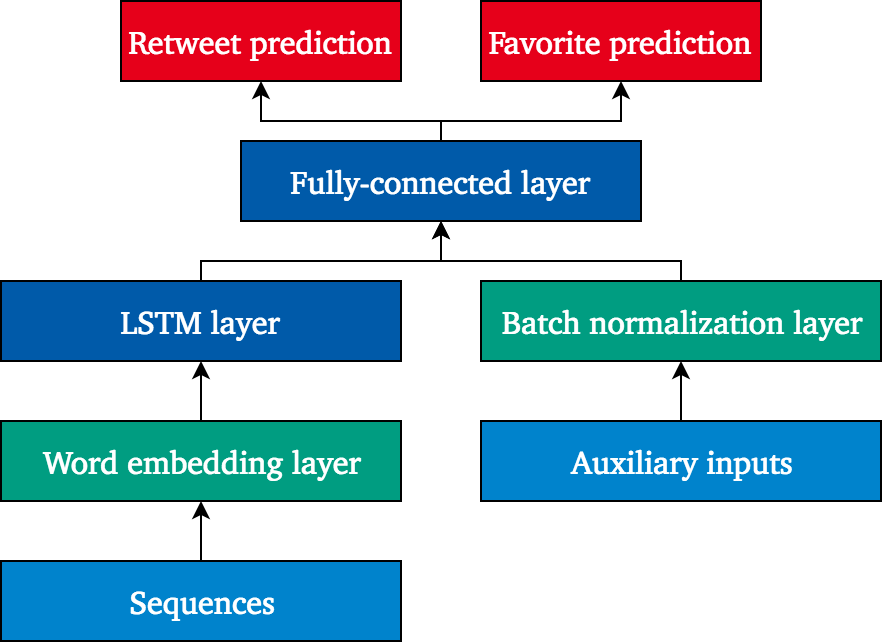 Retweet prediction
Favorite prediction
Fully-connected layer
LSTM layer
Batch normalization layer
Word embedding layer
Auxiliary inputs
Sequences